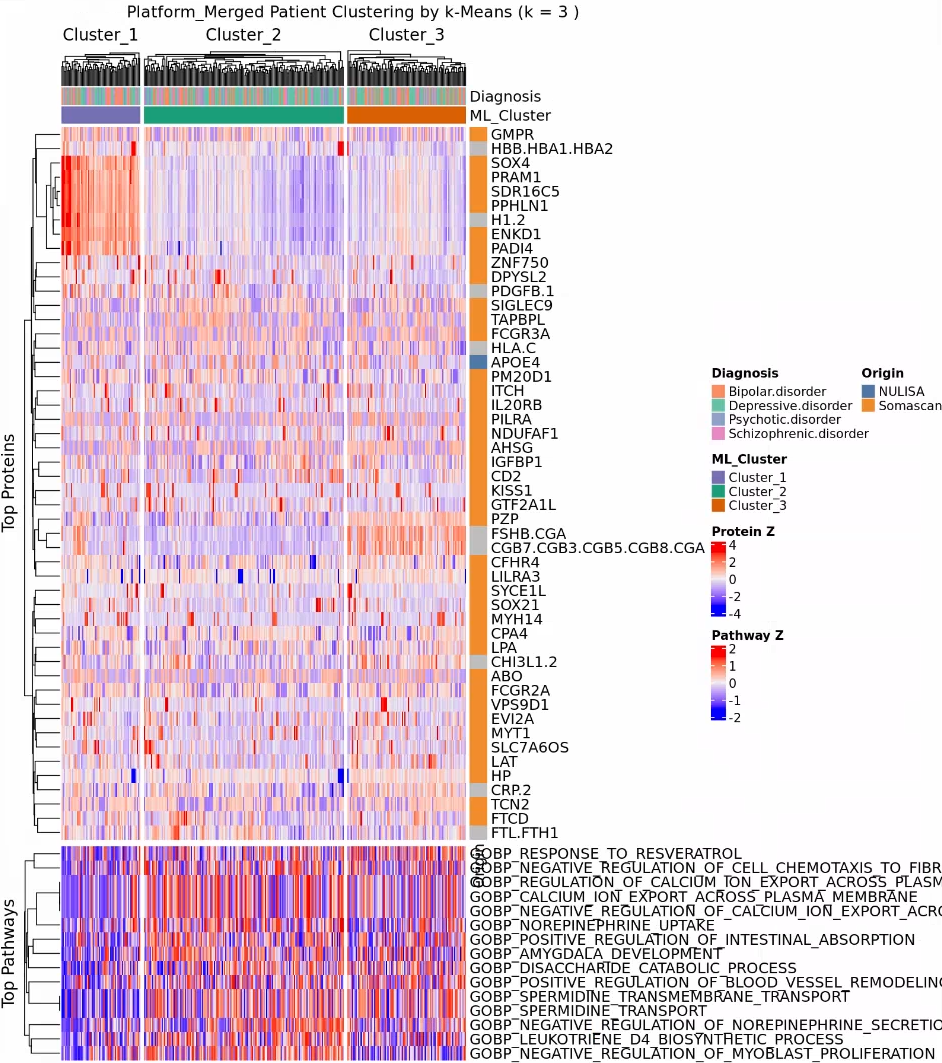 Platform_Merged Patient Clustering by k-Means (k = 3 )
Cluster_1
Cluster_2
Cluster_3
Diagnosis
ML_Cluster
Top Proteins
GMPR
HBB.HBA1.HBA2
SOX4
PRAM1
SDR16C5
PPHLN1
H1.2
ENKD1
PADI4
ZNF750
DPYSL2
PDGFB.1
SIGLEC9
TAPBPL
FCGR3A
HLA.C
APOE4
PM20D1
ITCH
IL20RB
PILRA
NDUFAF1
AHSG
IGFBP1
CD2
KISS1
GTF2A1L
PZP
FSHB.CGA
CGB7.CGB3.CGB5.CGB8.CGA
CFHR4
LILRA3
SYCE1L
SOX21
MYH14
CPA4
LPA
CHI3L1.2
ABO
FCGR2A
VPS9D1
EVI2A
MYT1
SLC7A6OS
LAT
HP
CRP.2
TCN2
FTCD
FTL.FTH1
Origin
Top Pathways
GOBP_RESPONSE_TO_RESVERATROL
GOBP_NEGATIVE_REGULATION_OF_CELL_CHEMOTAXIS_TO_FIBR
GOBP_REGULATION_OF_CALCIUM_ION_EXPORT_ACROSS_PLASM
GOBP_CALCIUM_ION_EXPORT_ACROSS_PLASMA_MEMBRANE
GOBP_NEGATIVE_REGULATION_OF_CALCIUM_ION_EXPORT_ACRO
GOBP_NOREPINEPHRINE_UPTAKE
GOBP_POSITIVE_REGULATION_OF_INTESTINAL_ABSORPTION
GOBP_AMYGDALA_DEVELOPMENT
GOBP_DISACCHARIDE_CATABOLIC_PROCESS
GOBP_POSITIVE_REGULATION_OF_BLOOD_VESSEL_REMODELING
GOBP_SPERMIDINE_TRANSMEMBRANE_TRANSPORT
GOBP_SPERMIDINE_TRANSPORT
GOBP_NEGATIVE_REGULATION_OF_NOREPINEPHRINE_SECRETIO
GOBP_LEUKOTRIENE_D4_BIOSYNTHETIC_PROCESS
GOBP_NEGATIVE_REGULATION_OF_MYOBLAST_PROLIFERATION
Diagnosis
Bipolar.disorder
Depressive.disorder
Psychotic.disorder
Schizophrenic.disorder
Origin
NULISA
Somascan
ML_Cluster
Cluster_1
Cluster_2
Cluster_3
Protein Z
4
2
0
-2
-4
Pathway Z
2
1
0
-1
-2